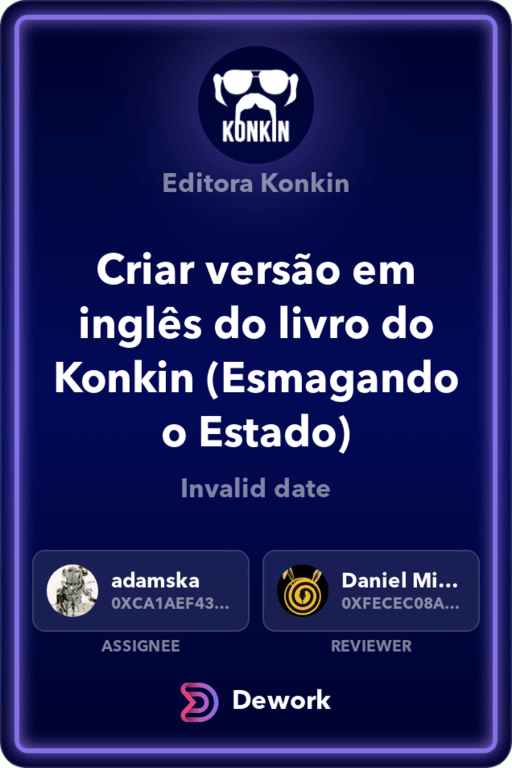 KONKIN
Editora Konkin
Criar versão em
inglês do livro do
Konkin (Esmagando
o Estado)
Invalid date
adamska
0XCA1AEF43...
ASSIGNEE
Daniel Mi...
0XFECEC08A...
REVIEWER
Dework